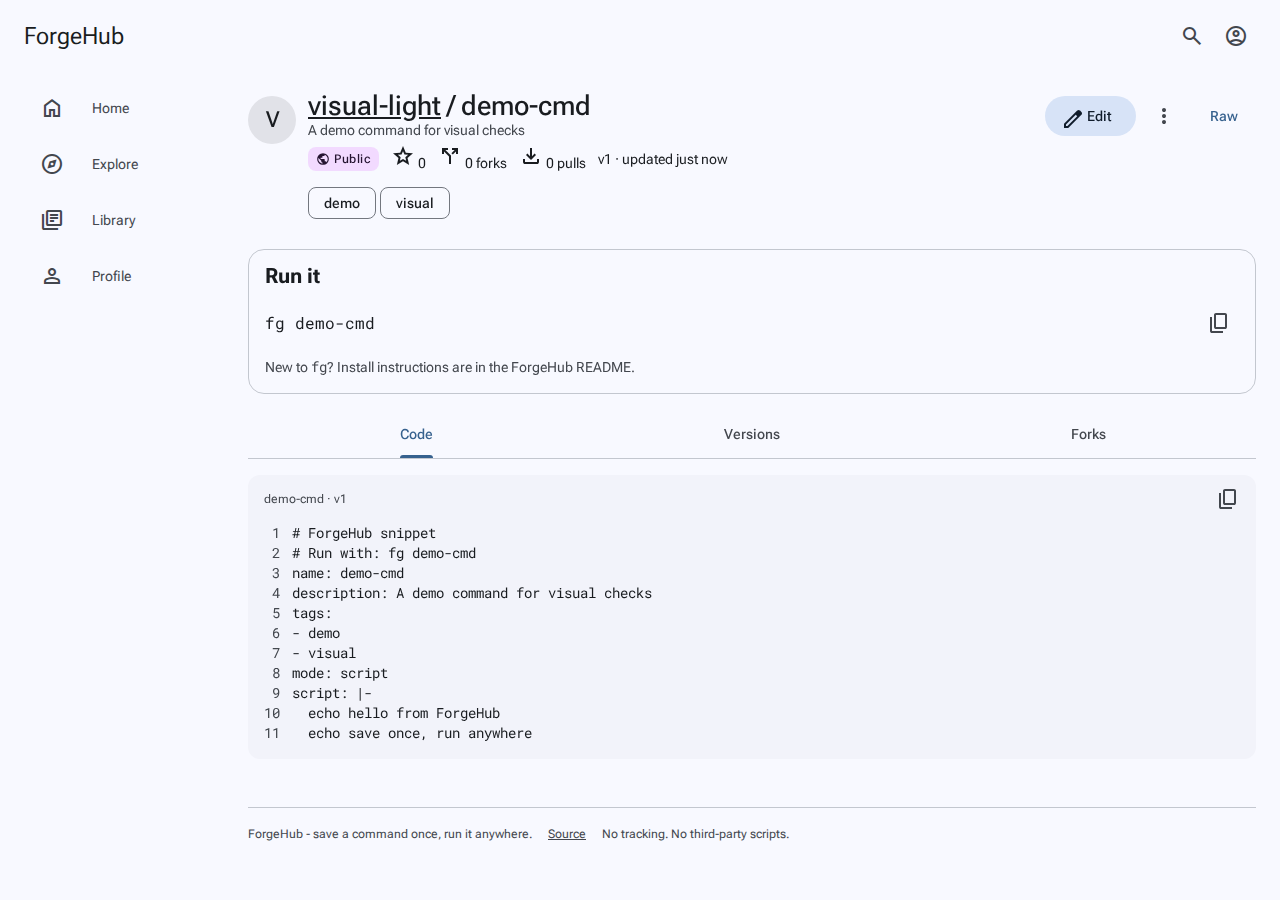 ForgeHub
Home
Explore
Library
Profile
V
visual-light / demo-cmd
A demo command for visual checks
Public 0 0 forks 0 pulls v1 · updated just now
demo visual
Edit
Raw
Run it
fg demo-cmd
New to fg? Install instructions are in the ForgeHub README.
Code Versions Forks
demo-cmd · v1
1 # ForgeHub snippet
2 # Run with: fg demo-cmd
3 name: demo-cmd
4 description: A demo command for visual checks
5 tags:
6 - demo
7 - visual
8 mode: script
9 script: |-
10   echo hello from ForgeHub
11   echo save once, run anywhere
ForgeHub - save a command once, run it anywhere. Source No tracking. No third-party scripts.